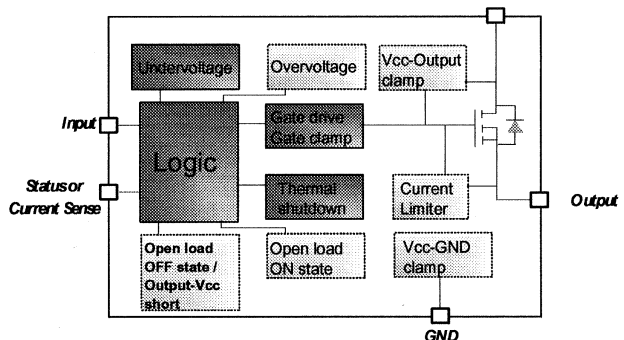 Undervoltage
Overvoltage
Vcc-Output
clamp
Input
Gate drive
Gate clamp
Logic
Status or
Current Sense
Thermal
shutdown
Current
Limiter
Output
Open load
OFF state /
Output-Vcc
short
Open load
ON state
Vcc-GND
clamp
GND